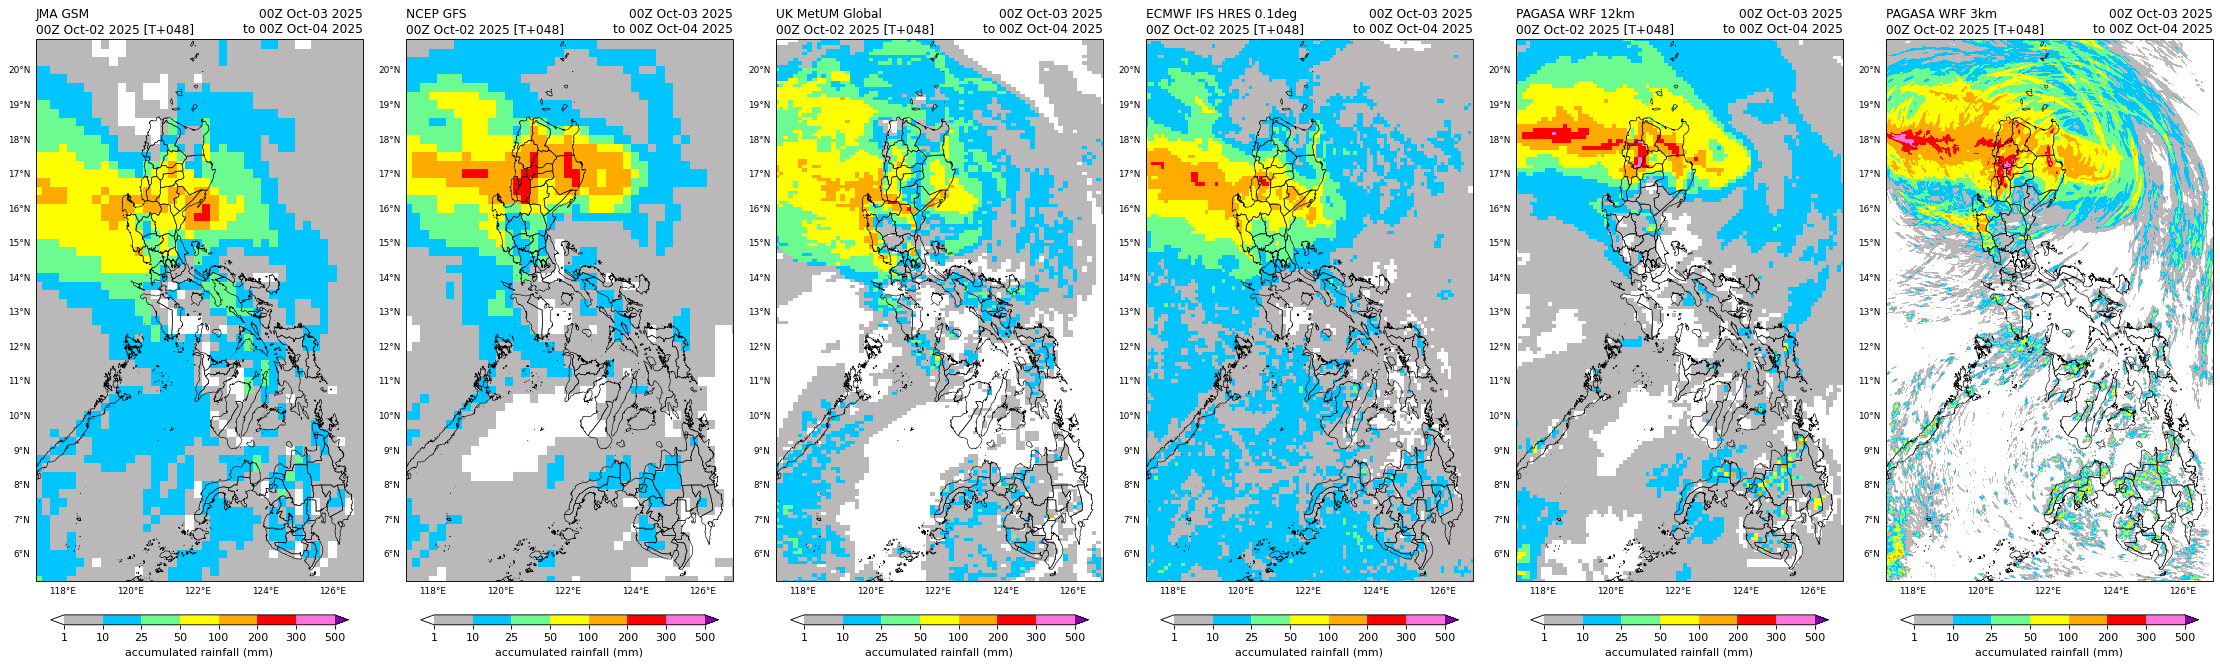 JMA GSM 00Z Oct-03 2025
00Z Oct-02 2025 [T+048] to 00Z Oct-04 2025
20°N
19°N
18°N
17°N
16°N
15°N
14°N
13°N
12°N
11°N
10°N
9°N
8°N
7°N
6°N
118°E 120°E 122°E 124°E 126°E
1 10 25 50 100 200 300 500
accumulated rainfall (mm)
NCEP GFS 00Z Oct-03 2025
00Z Oct-02 2025 [T+048] to 00Z Oct-04 2025
20°N
19°N
18°N
17°N
16°N
15°N
14°N
13°N
12°N
11°N
10°N
9°N
8°N
7°N
6°N
118°E 120°E 122°E 124°E 126°E
1 10 25 50 100 200 300 500
accumulated rainfall (mm)
UK MetUM Global 00Z Oct-03 2025
00Z Oct-02 2025 [T+048] to 00Z Oct-04 2025
20°N
19°N
18°N
17°N
16°N
15°N
14°N
13°N
12°N
11°N
10°N
9°N
8°N
7°N
6°N
118°E 120°E 122°E 124°E 126°E
1 10 25 50 100 200 300 500
accumulated rainfall (mm)
ECMWF IFS HRES 0.1deg 00Z Oct-03 2025
00Z Oct-02 2025 [T+048] to 00Z Oct-04 2025
20°N
19°N
18°N
17°N
16°N
15°N
14°N
13°N
12°N
11°N
10°N
9°N
8°N
7°N
6°N
118°E 120°E 122°E 124°E 126°E
1 10 25 50 100 200 300 500
accumulated rainfall (mm)
PAGASA WRF 12km 00Z Oct-03 2025
00Z Oct-02 2025 [T+048] to 00Z Oct-04 2025
20°N
19°N
18°N
17°N
16°N
15°N
14°N
13°N
12°N
11°N
10°N
9°N
8°N
7°N
6°N
118°E 120°E 122°E 124°E 126°E
1 10 25 50 100 200 300 500
accumulated rainfall (mm)
PAGASA WRF 3km 00Z Oct-03 2025
00Z Oct-02 2025 [T+048] to 00Z Oct-04 2025
20°N
19°N
18°N
17°N
16°N
15°N
14°N
13°N
12°N
11°N
10°N
9°N
8°N
7°N
6°N
118°E 120°E 122°E 124°E 126°E
1 10 25 50 100 200 300 500
accumulated rainfall (mm)